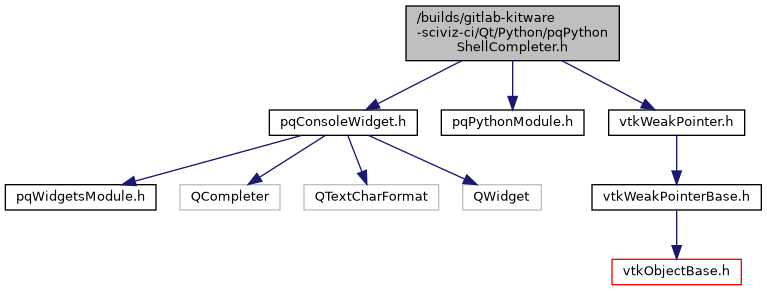 /builds/gitlab-kitware
-sciviz-ci/Qt/Python/pqPython
ShellCompleter.h
pqConsoleWidget.h
pqPythonModule.h
vtkWeakPointer.h
pqWidgetsModule.h
QCompleter
QTextCharFormat
QWidget
vtkWeakPointerBase.h
vtkObjectBase.h